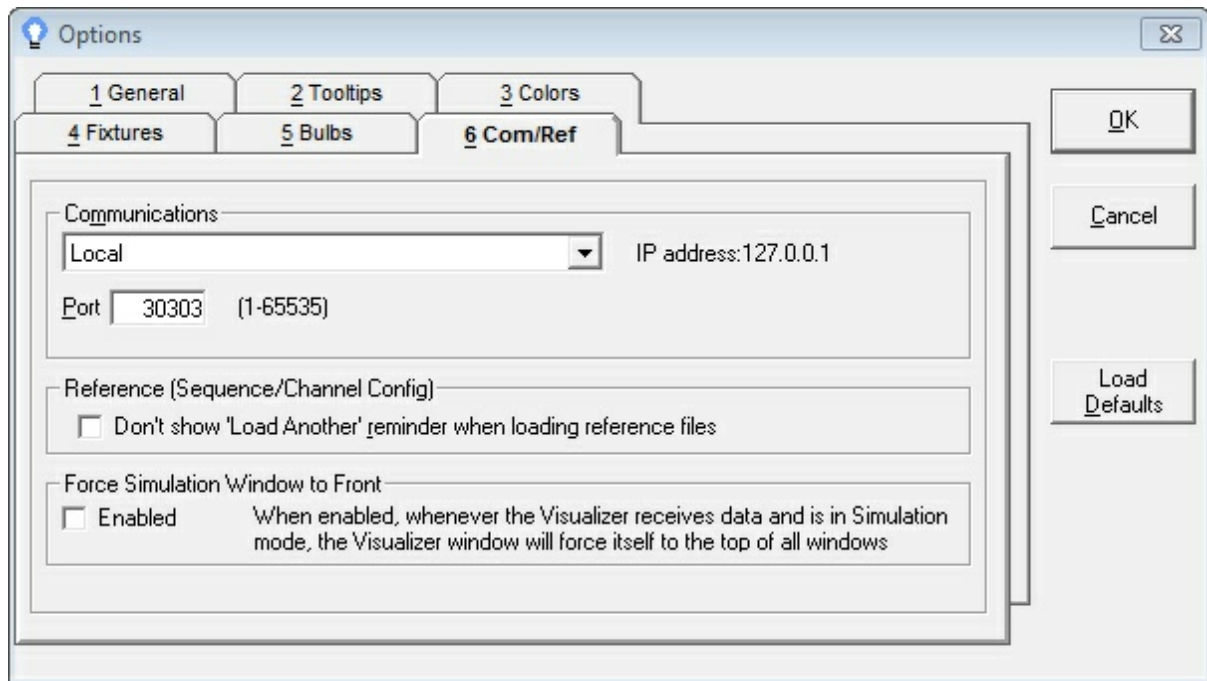 Options
1 General
2 Tooltips
3 Colors
4 Fixtures
5 Bulbs
6 Com/Ref
OK
Cancel
Load
Defaults
Communications
Local
IP address:127.0.0.1
Port 30303 (1-65535)
Reference (Sequence/Channel Config)
Don't show 'Load Another' reminder when loading reference files
Force Simulation Window to Front
Enabled
When enabled, whenever the Visualizer receives data and is in Simulation
mode, the Visualizer window will force itself to the top of all windows